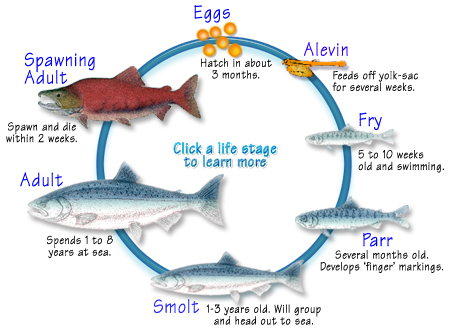 Eggs
Hatch in about
3 months.
Alevin
Feeds off yolk-sac
for several weeks.
Fry
5 to 10 weeks
old and swimming.
Parr
Several months old.
Develops 'finger' markings.
Smolt
1-3 years old. Will group
and head out to sea.
Adult
Spends 1 to 8
years at sea.
Spawning
Adult
Spawn and die
within 2 weeks.
Click a life stage
to learn more